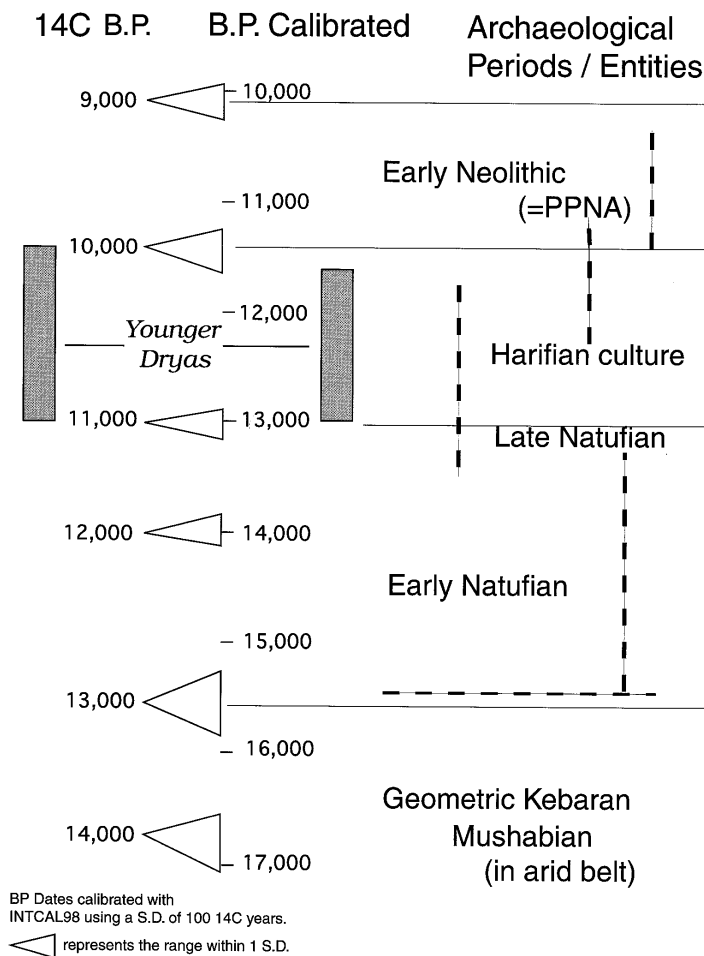 14C B.P.
B.P. Calibrated
Archaeological
Periods / Entities
10,000
9,000
Early Neolithic
11,000
(=PPNA)
10,000
12,000
Younger
Dryas
Harifian culture
11,000
13,000
Late Natufian
12,000
14,000
Early Natufian
15,000
13,000
16,000
Geometric Kebaran
14,000
Mushabian
17,000
(in arid belt)
BP Dates calibrated with
INTCAL98 using a S.D. of 100 14C years.
represents the range within 1 S.D.